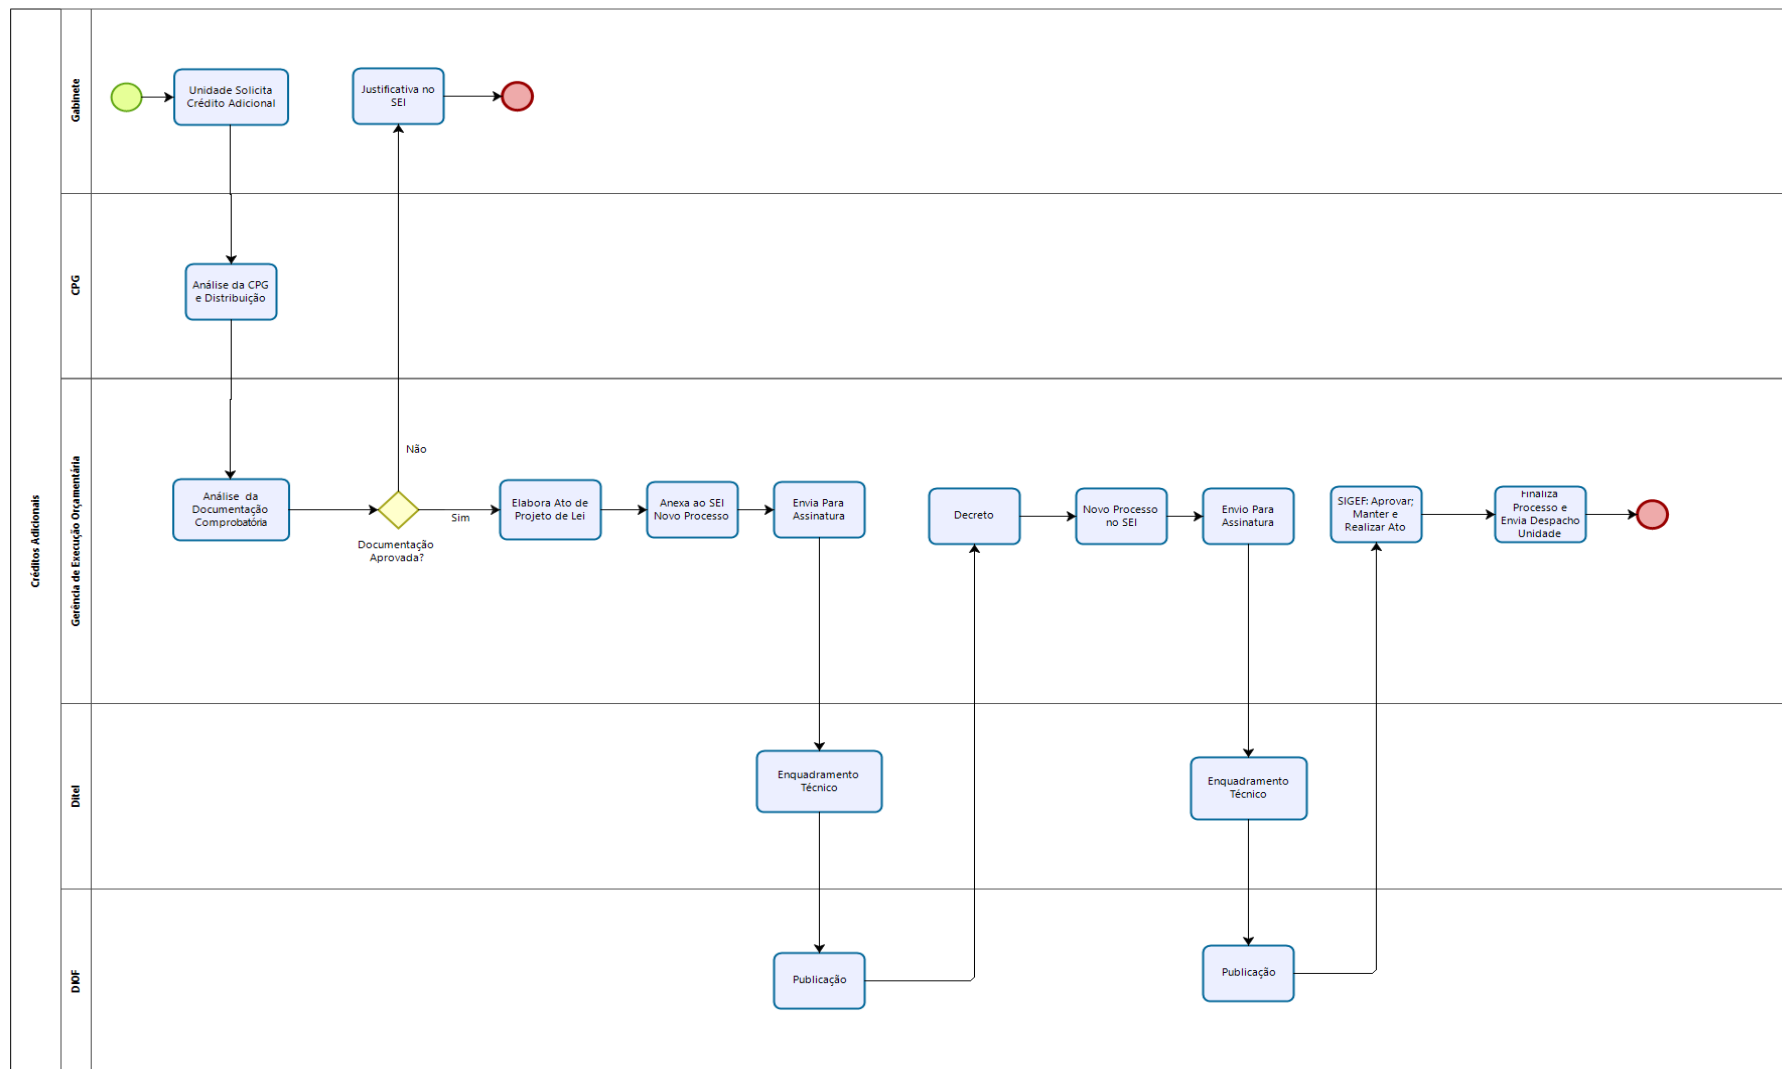 Créditos Adicionais
Gabinete
Unidade Solicita
Crédito Adicional
Justificativa no
SEI
CPG
Análise da CPG
e Distribuição
Gerência de Execução Orçamentária
Análise da
Documentação
Comprobatória
Não
Sim
Documentação
Aprovada?
Elabora Ato de
Projeto de Lei
Anexa ao SEI
Novo Processo
Envia Para
Assinatura
Decreto
Novo Processo
no SEI
Envio Para
Assinatura
SIGEF: Aprovar;
Manter e
Realizar Ato
Finaliza
Processo e
Envia Despacho
Unidade
Ditel
Enquadramento
Técnico
Enquadramento
Técnico
DIOF
Publicação
Publicação